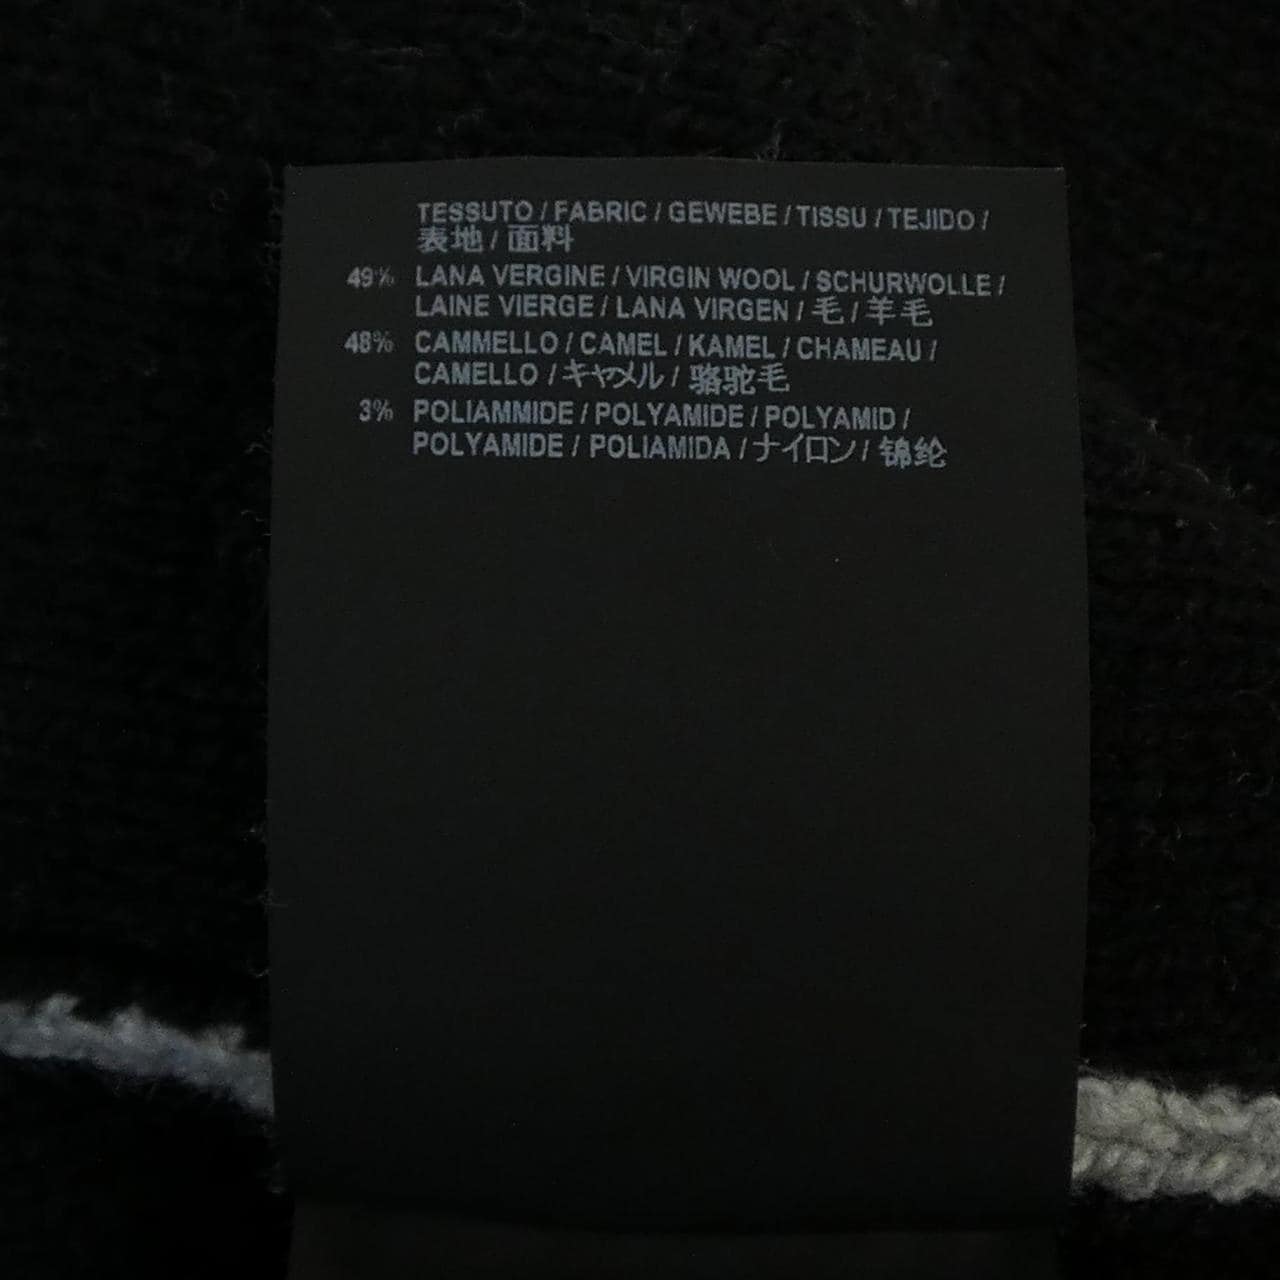 TESSUTO / FABRIC / GEWEBE / TISSU / TEJIDO /
表地 / 面料
49% LANA VERGINE / VIRGIN WOOL / SCHURWOLLE /
LAINE VIERGE / LANA VIRGEN / 毛 / 羊毛
48% CAMMELLO / CAMEL / KAMEL / CHAMEAU /
CAMELLO / キャメル / 骆驼毛
3% POLIAMMIDE / POLYAMIDE / POLYAMID /
POLYAMIDE / POLIAMIDA / ナイロン / 锦纶